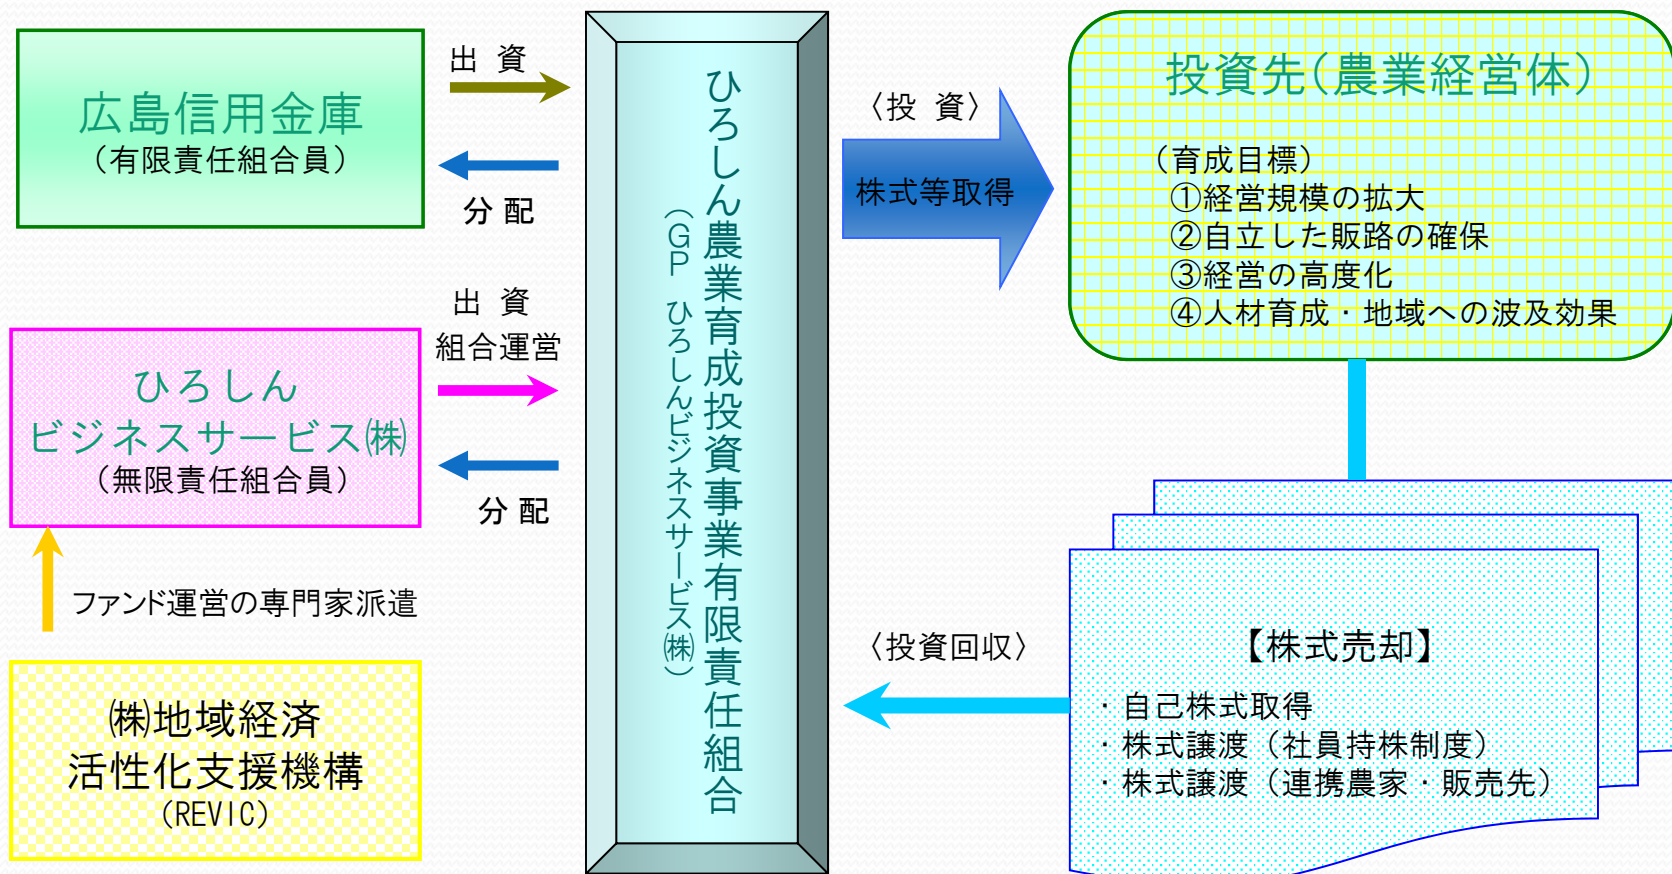 広島信用金庫
（有限責任組合員）
出 資
分 配
ひろしん
ビジネスサービス㈱
（無限責任組合員）
出 資
組合運営
分 配
ファンド運営の専門家派遣
㈱地域経済
活性化支援機構
（REVIC）
ひろしん農業育成投資事業有限責任組合
（GP ひろしんビジネスサービス㈱）
〈投 資〉
株式等取得
投資先（農業経営体）
（育成目標）
①経営規模の拡大
②自立した販路の確保
③経営の高度化
④人材育成・地域への波及効果
〈投資回収〉
【株式売却】
・自己株式取得
・株式譲渡（社員持株制度）
・株式譲渡（連携農家・販売先）